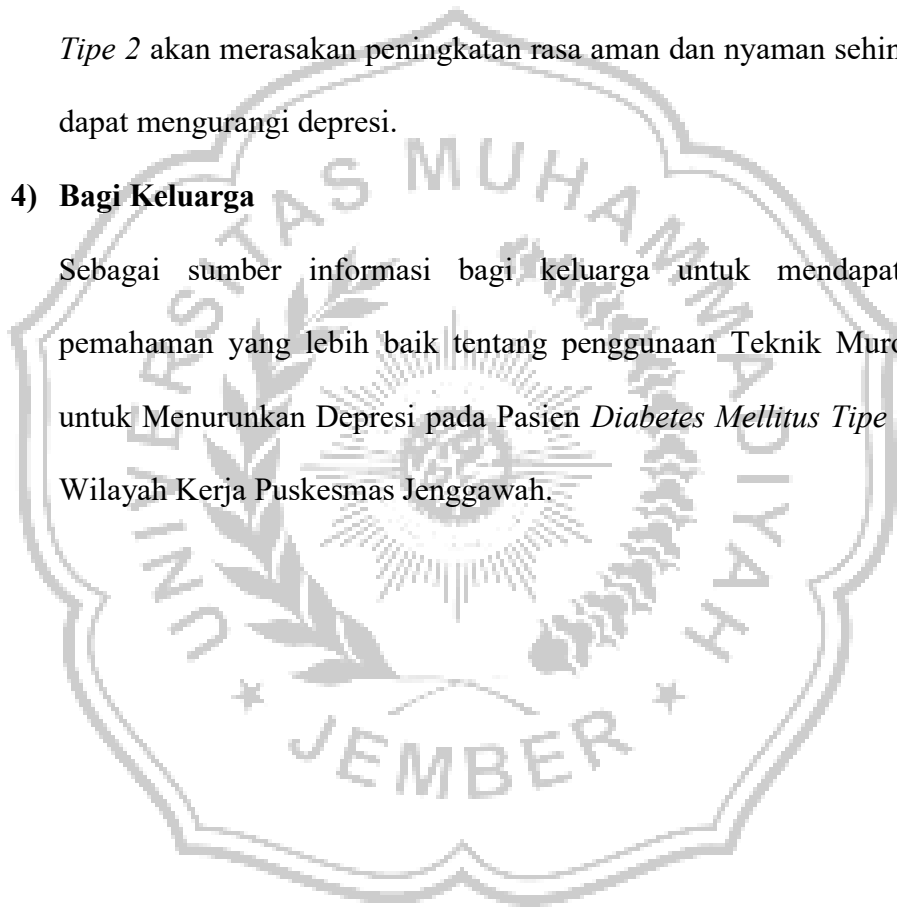 Tipe 2 akan merasakan peningkatan rasa aman dan nyaman sehin
dapat mengurangi depresi.
4) Bagi Keluarga
Sebagai sumber informasi bagi keluarga untuk mendapat
pemahaman yang lebih baik tentang penggunaan Teknik Muro
untuk Menurunkan Depresi pada Pasien Diabetes Mellitus Tipe
Wilayah Kerja Puskesmas Jenggawah.
UNIVERSITAS MUHAMMADIYAH
JEMBER